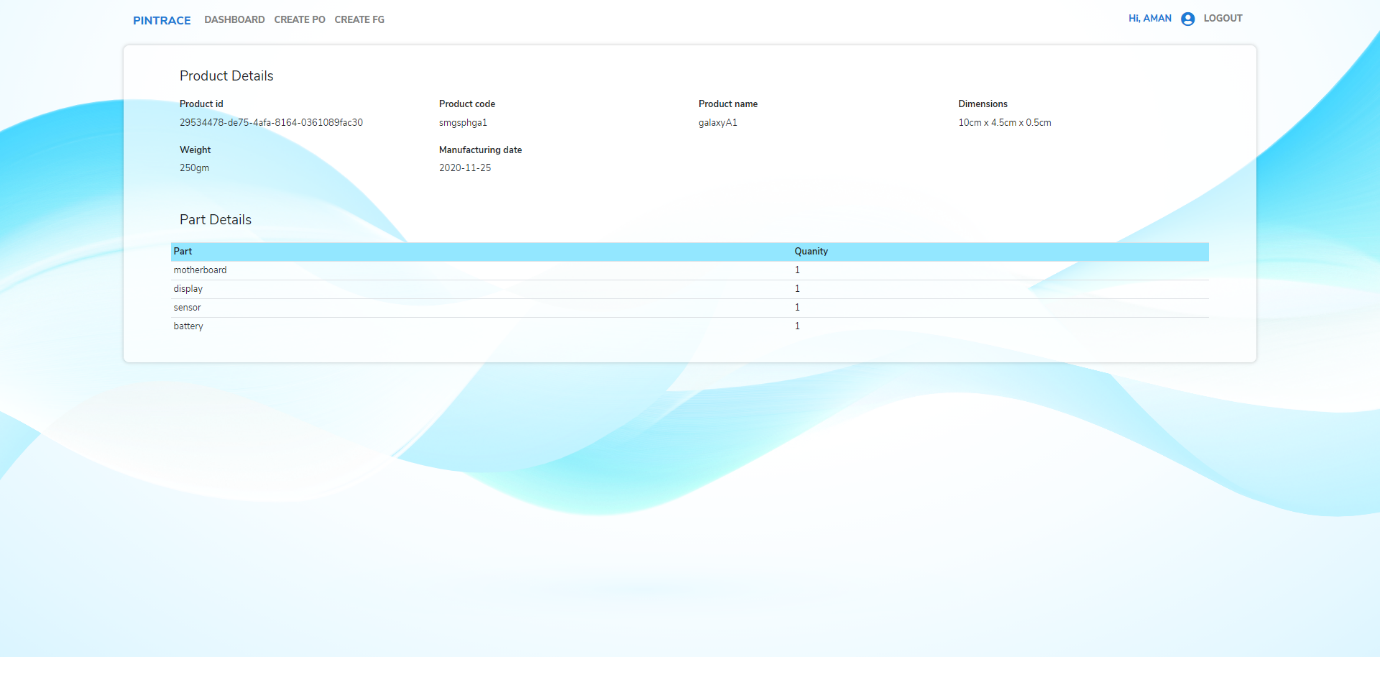 PINTRACE DASHBOARD CREATE PO CREATE FG Hi, AMAN LOGOUT
Product Details
Product id Product code Product name Dimensions
29534478-de75-4afa-8164-0361089fac30 smgsphga1 galaxyA1 10cm x 4.5cm x 0.5cm
Weight Manufacturing date
250gm 2020-11-25
Part Details
Part Quanity
motherboard 1
display 1
sensor 1
battery 1